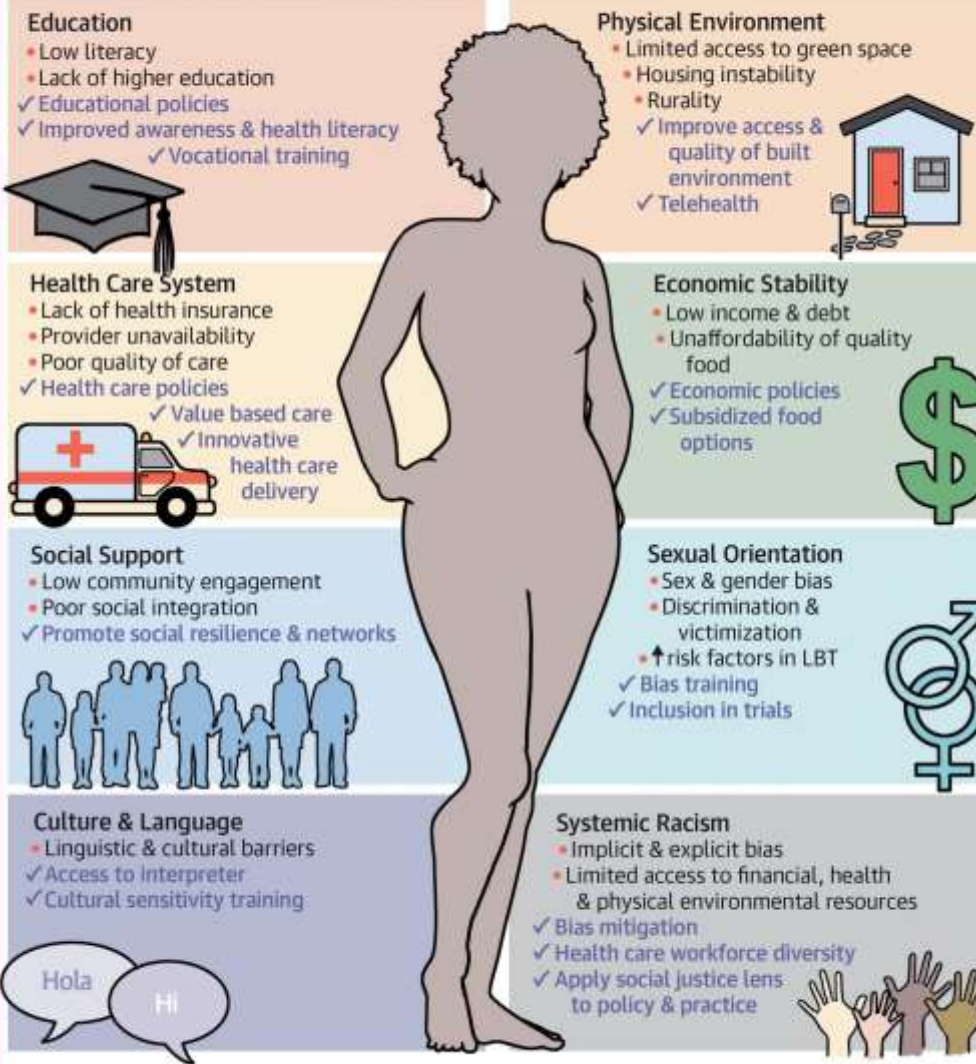 Education
• Low literacy
• Lack of higher education
✓ Educational policies
✓ Improved awareness & health literacy
✓ Vocational training
Physical Environment
• Limited access to green space
• Housing instability
• Rurality
✓ Improve access &
quality of built
environment
✓ Telehealth
Health Care System
• Lack of health insurance
• Provider unavailability
• Poor quality of care
✓ Health care policies
✓ Value based care
✓ Innovative
health care
delivery
Economic Stability
• Low income & debt
• Unaffordability of quality
food
✓ Economic policies
✓ Subsidized food
options
Social Support
• Low community engagement
• Poor social integration
✓ Promote social resilience & networks
Sexual Orientation
• Sex & gender bias
• Discrimination &
victimization
• ↑ risk factors in LBT
✓ Bias training
✓ Inclusion in trials
Culture & Language
• Linguistic & cultural barriers
✓ Access to interpreter
✓ Cultural sensitivity training
Hola
Hi
Systemic Racism
• Implicit & explicit bias
• Limited access to financial, health
& physical environmental resources
✓ Bias mitigation
✓ Health care workforce diversity
✓ Apply social justice lens
to policy & practice